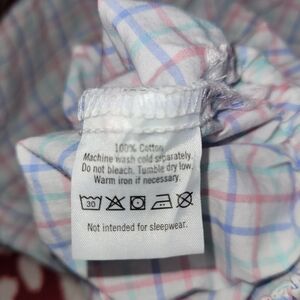 100% Cotton
Machine wash cold separately.
Do not bleach. Tumble dry low.
Warm iron if necessary.
30
Not intended for sleepwear.